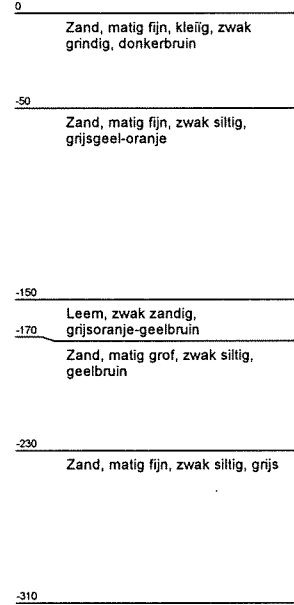 0
Zand, matig fijn, kleiïg, zwak
grindig, donkerbruin
-50
Zand, matig fijn, zwak siltig,
grijsgeel-oranje
-150
Leem, zwak zandig,
grijsoranje-geelbruin
-170
Zand, matig grof, zwak siltig,
geelbruin
-230
Zand, matig fijn, zwak siltig, grijs
-310